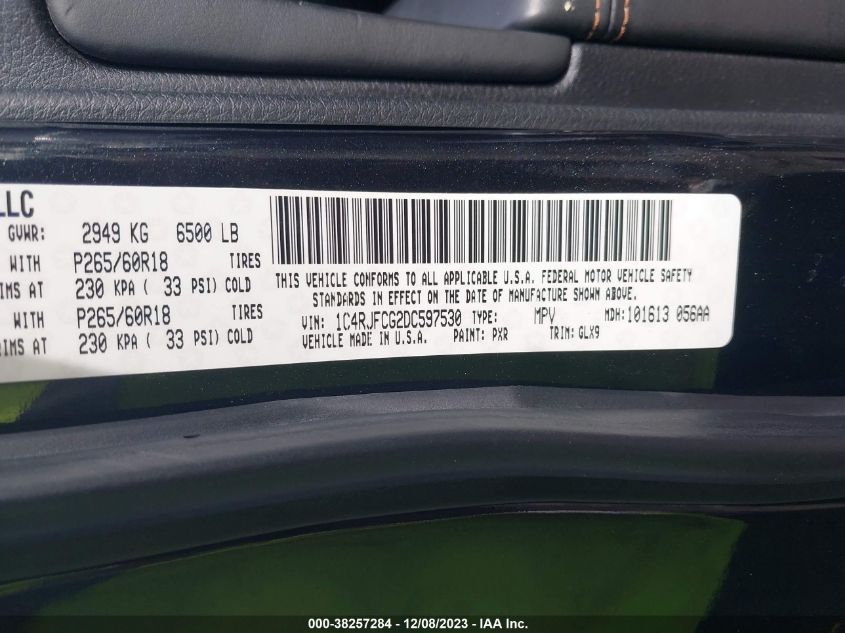 LLC
GVWR: 2949 KG 6500 LB
WITH P265/60R18 TIRES
IMS AT 230 KPA ( 33 PSI) COLD
WITH P265/60R18 TIRES
RIMS AT 230 KPA ( 33 PSI) COLD
THIS VEHICLE CONFORMS TO ALL APPLICABLE U.S.A. FEDERAL MOTOR VEHICLE SAFETY
STANDARDS IN EFFECT ON THE DATE OF MANUFACTURE SHOWN ABOVE.
VIN: 1C4RJFCG2DC597530 TYPE: MPV MDH:101613 056AA
VEHICLE MADE IN U.S.A. PAINT: PXR TRIM: GLX9
000-38257284 - 12/08/2023 - IAA Inc.